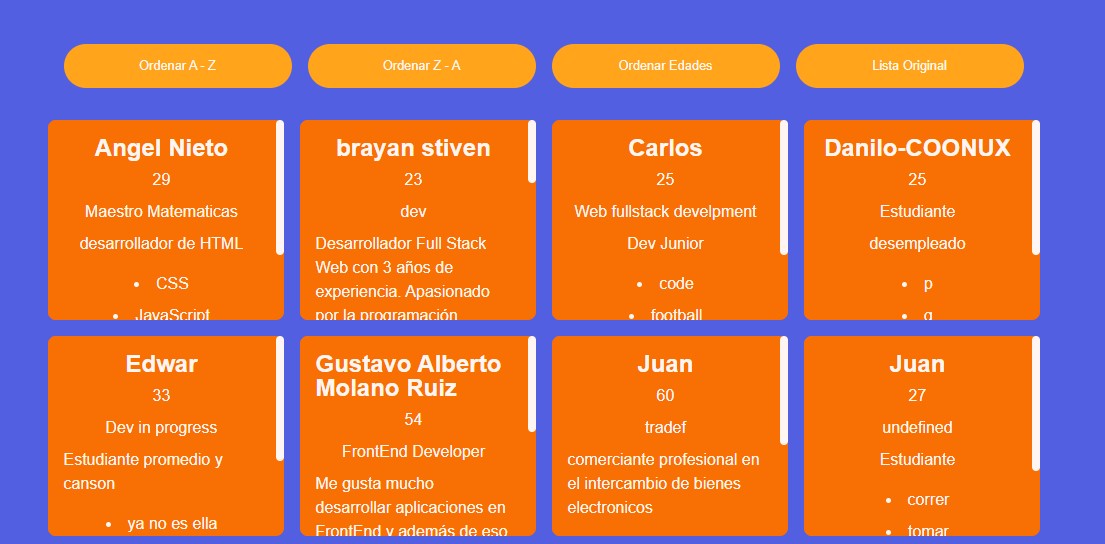 Ordenar A - Z
Ordenar Z - A
Ordenar Edades
Lista Original
Angel Nieto
29
Maestro Matematicas
desarrollador de HTML
• CSS
• JavaScript
brayan stiven
23
dev
Desarrollador Full Stack
Web con 3 años de
experiencia. Apasionado
por la programación
Carlos
25
Web fullstack develpment
Dev Junior
• code
• football
Danilo-COONUX
25
Estudiante
desempleado
• p
Edwar
33
Dev in progress
Estudiante promedio y
canson
• ya no es ella
Gustavo Alberto
Molano Ruiz
54
FrontEnd Developer
Me gusta mucho
desarrollar aplicaciones en
FrontEnd y además de eso
Juan
60
tradef
comerciante profesional en
el intercambio de bienes
electronicos
Juan
27
undefined
Estudiante
• correr
• tomar